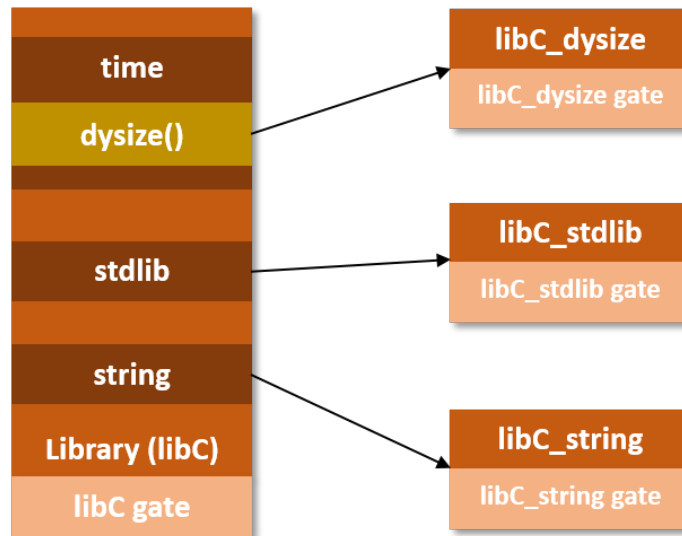 time
dysize()
stdlib
string
Library (libC)
libC gate
libC_dysize
libC_dysize gate
libC_stdlib
libC_stdlib gate
libC_string
libC_string gate